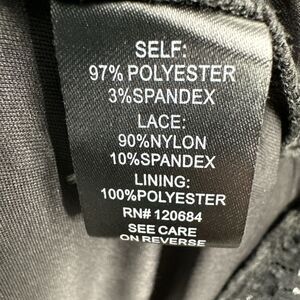 SELF:
97% POLYESTER
3%SPANDEX
LACE:
90%NYLON
10%SPANDEX
LINING:
100%POLYESTER
RN# 120684
SEE CARE
ON REVERSE